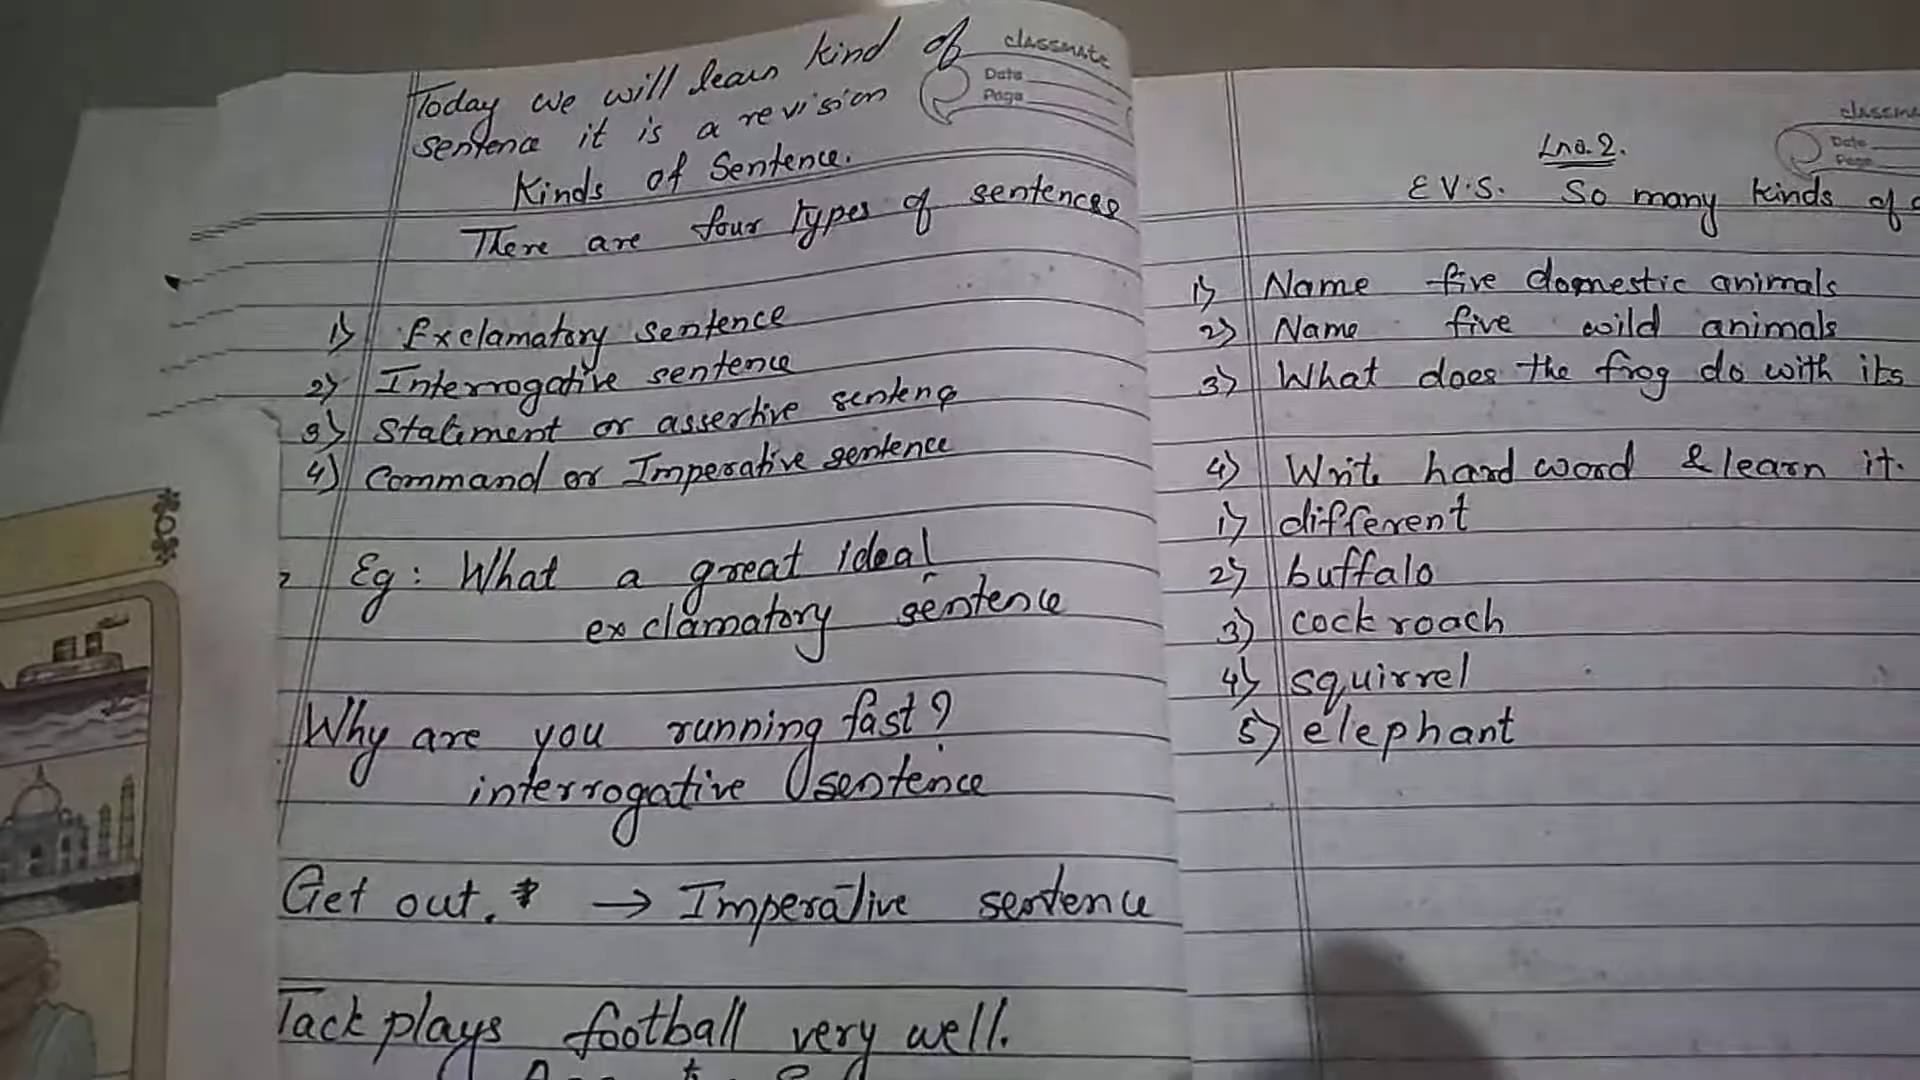 Today we will learn kind of
sentence it is a revision
Kinds of Sentence.
There are four types of sentences
1) Exclamatory sentence
2) Interrogative sentence
3) Statement or assertive sentence
4) Command or Imperative sentence
Eg: What a great idea!
exclamatory sentence
Why are you running fast?
interrogative sentence
Get out. → Imperative sentence
Jack plays football very well.
classmate
Date
Page
classma
Date
Page
Lno. 2.
E V.S. So many kinds of
1) Name five domestic animals
2) Name five wild animals
3) What does the frog do with its
4) Write hard word & learn it.
1) different
2) buffalo
3) cockroach
4) squirrel
5) elephant